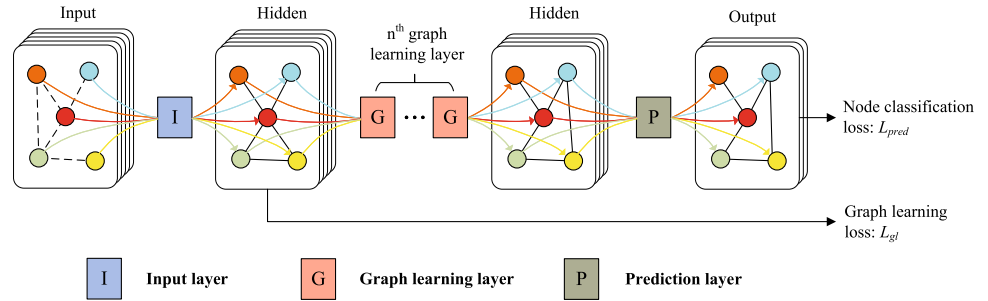 Input
Hidden
nth graph
learning layer
Hidden
Output
I
G
...
G
P
Node classification
loss: Lpred
Graph learning
loss: Lgl
I
Input layer
G
Graph learning layer
P
Prediction layer